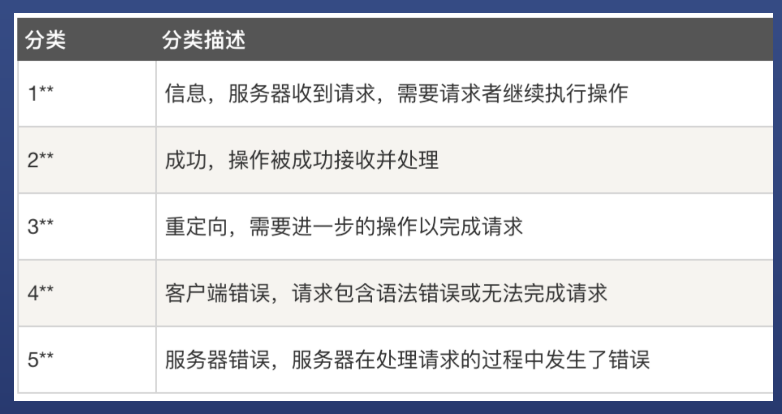 分类 分类描述
1** 信息，服务器收到请求，需要请求者继续执行操作
2** 成功，操作被成功接收并处理
3** 重定向，需要进一步的操作以完成请求
4** 客户端错误，请求包含语法错误或无法完成请求
5** 服务器错误，服务器在处理请求的过程中发生了错误